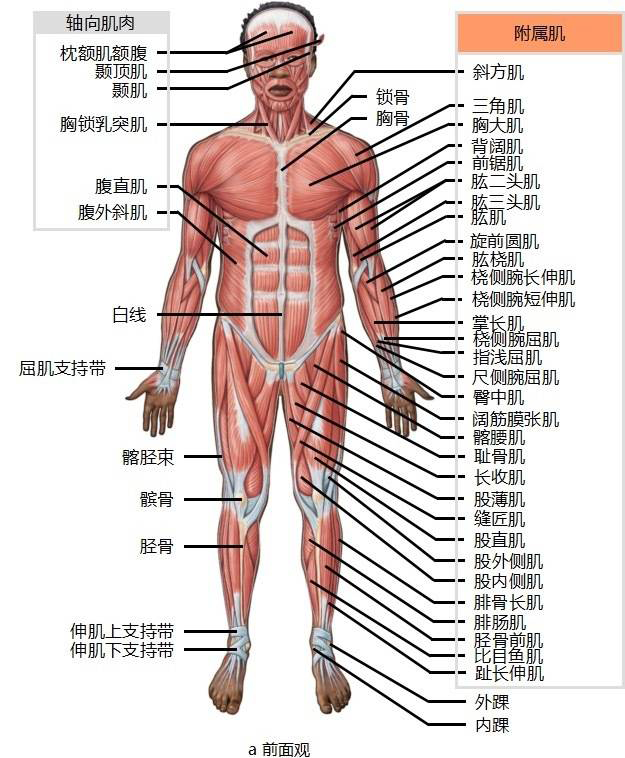 轴向肌肉
枕额肌额腹
颞顶肌
颞肌
胸锁乳突肌
腹直肌
腹外斜肌
白线
屈肌支持带
髂胫束
髌骨
胫骨
伸肌上支持带
伸肌下支持带
锁骨
胸骨
附属肌
斜方肌
三角肌
胸大肌
背阔肌
前锯肌
肱二头肌
肱三头肌
肱肌
旋前圆肌
肱桡肌
桡侧腕长伸肌
桡侧腕短伸肌
掌长肌
桡侧腕屈肌
指浅屈肌
尺侧腕屈肌
臀中肌
阔筋膜张肌
髂腰肌
耻骨肌
长收肌
股薄肌
缝匠肌
股直肌
股外侧肌
股内侧肌
腓骨长肌
腓肠肌
胫骨前肌
比目鱼肌
趾长伸肌
外踝
内踝
a 前面观